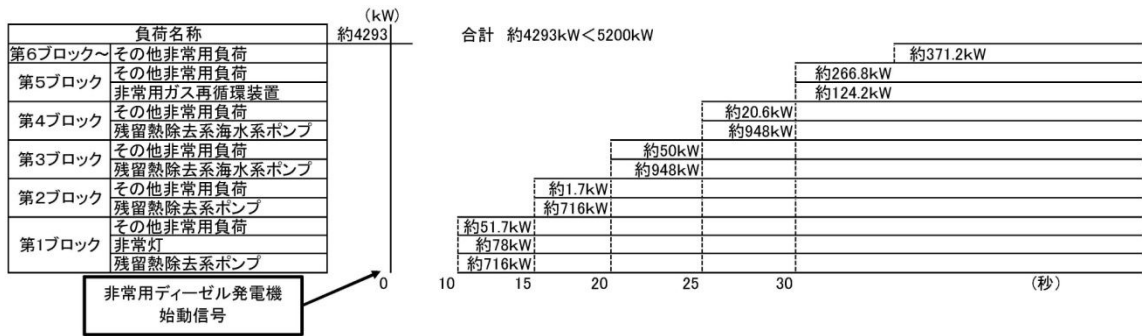 (kW)
負荷名称 約4293 合計 約4293kW<5200kW
第6ブロック~ その他非常用負荷 約371.2kW
第5ブロック その他非常用負荷 約266.8kW
非常用ガス再循環装置 約124.2kW
第4ブロック その他非常用負荷 約20.6kW
残留熱除去系海水系ポンプ 約948kW
第3ブロック その他非常用負荷 約50kW
残留熱除去系海水系ポンプ 約948kW
第2ブロック その他非常用負荷 約1.7kW
残留熱除去系ポンプ 約716kW
第1ブロック その他非常用負荷 約51.7kW
非常灯 約78kW
残留熱除去系ポンプ 約716kW
0 10 15 20 25 30 (秒)
非常用ディーゼル発電機
始動信号